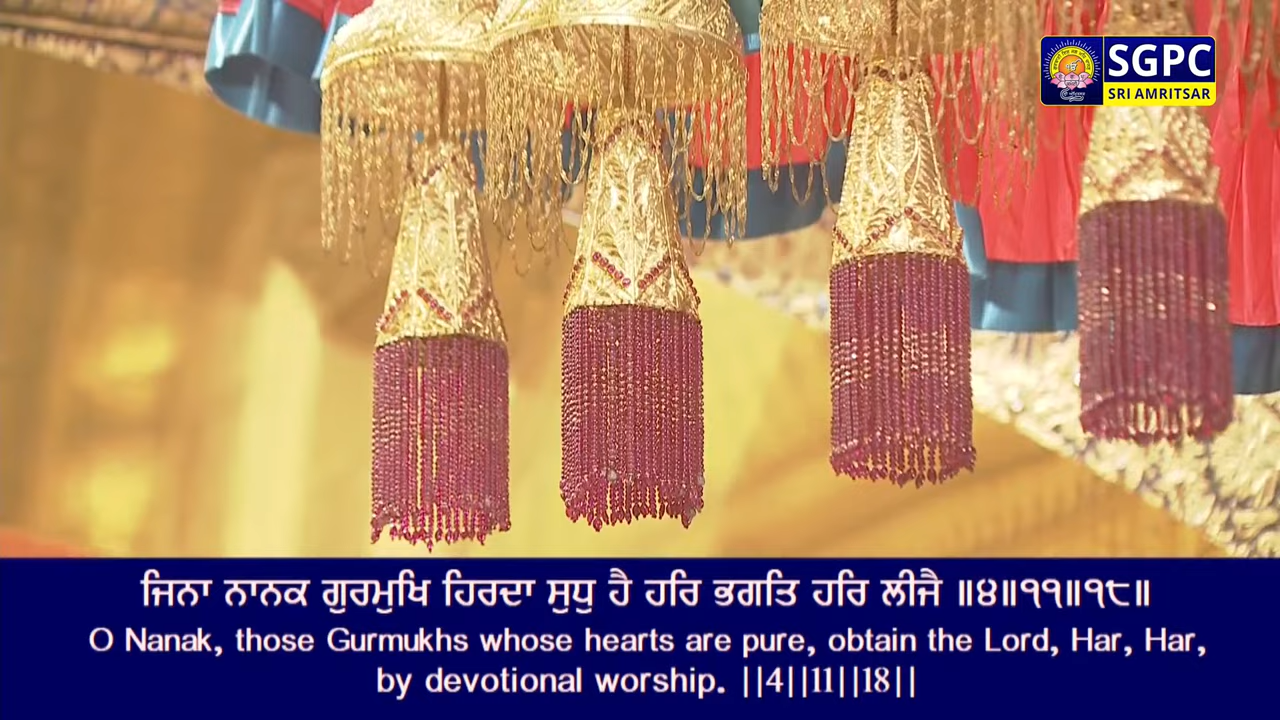 SGPC
SRI AMRITSAR
ਜਿਨਾ ਨਾਨਕ ਗੁਰਮੁਖਿ ਹਿਰਦਾ ਸੁਧੁ ਹੈ ਹਰਿ ਭਗਤਿ ਹਰਿ ਲੀਜੈ ॥੪॥੧੧॥੧੮॥
O Nanak, those Gurmukhs whose hearts are pure, obtain the Lord, Har, Har,
by devotional worship. ||4||11||18||